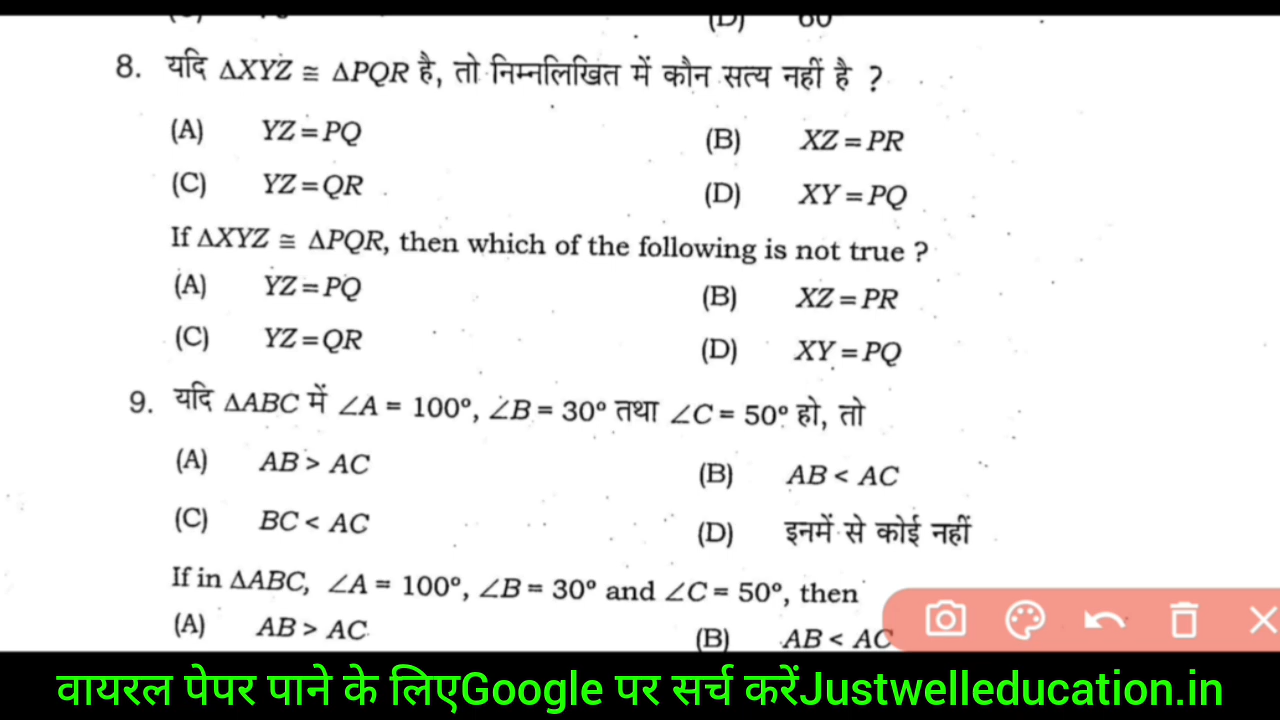 (D) 60
8. यदि ΔXYZ ≅ ΔPQR है, तो निम्नलिखित में कौन सत्य नहीं है ?
(A) YZ = PQ (B) XZ = PR
(C) YZ = QR (D) XY = PQ
If ΔXYZ ≅ ΔPQR, then which of the following is not true ?
(A) YZ = PQ (B) XZ = PR
(C) YZ = QR (D) XY = PQ
9. यदि ΔABC में ∠A = 100°, ∠B = 30° तथा ∠C = 50° हो, तो
(A) AB > AC (B) AB < AC
(C) BC < AC (D) इनमें से कोई नहीं
If in ΔABC, ∠A = 100°, ∠B = 30° and ∠C = 50°, then
(A) AB > AC (B) AB < AC
वायरल पेपर पाने के लिएGoogle पर सर्च करेंJustwelleducation.in